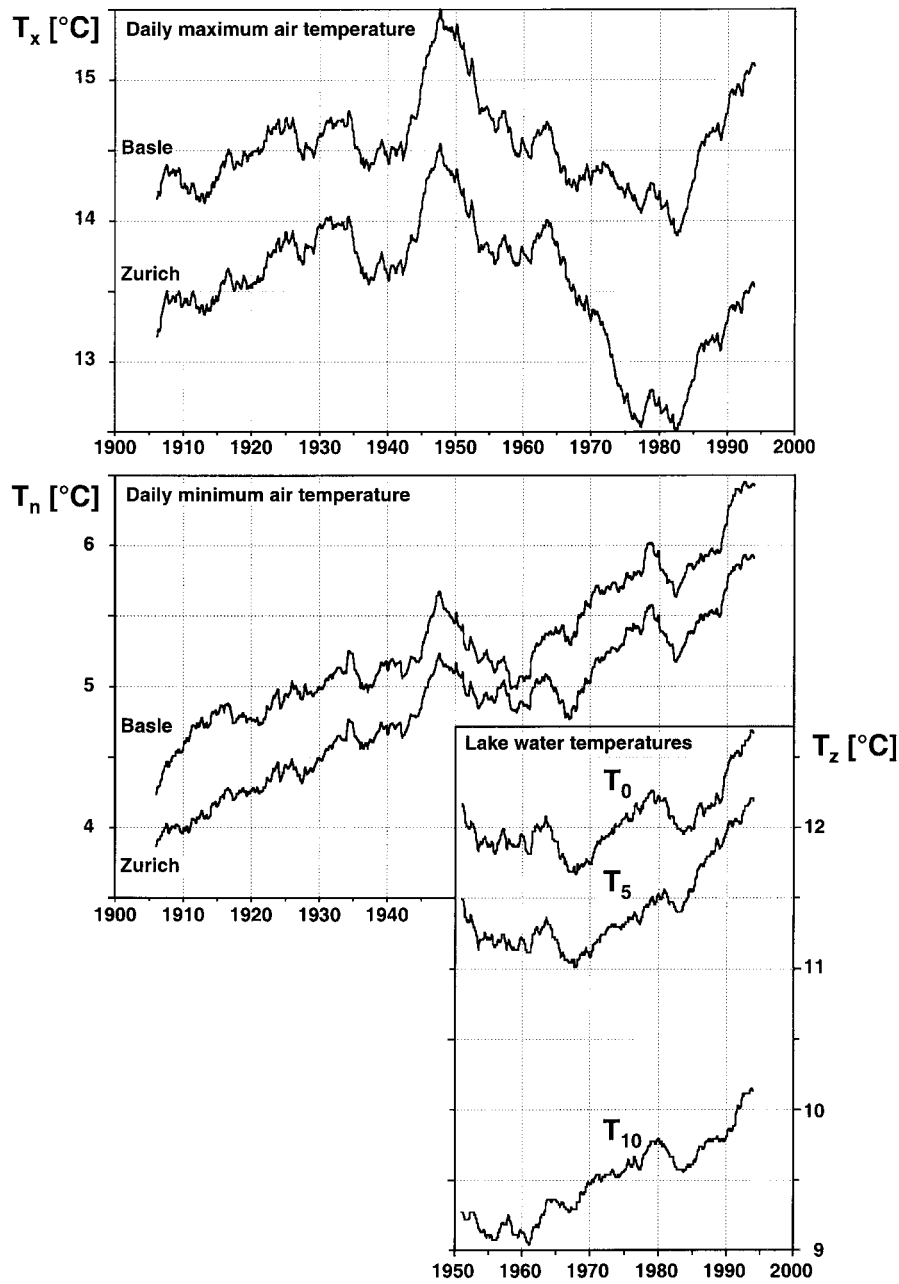 Tx [°C]
Daily maximum air temperature
15
Basle
14
Zurich
13
1900 1910 1920 1930 1940 1950 1960 1970 1980 1990 2000
Tn [°C]
Daily minimum air temperature
6
5
Basle
4
Zurich
1900 1910 1920 1930 1940
Lake water temperatures
Tz [°C]
T0
12
T5
11
10
T10
9
1950 1960 1970 1980 1990 2000